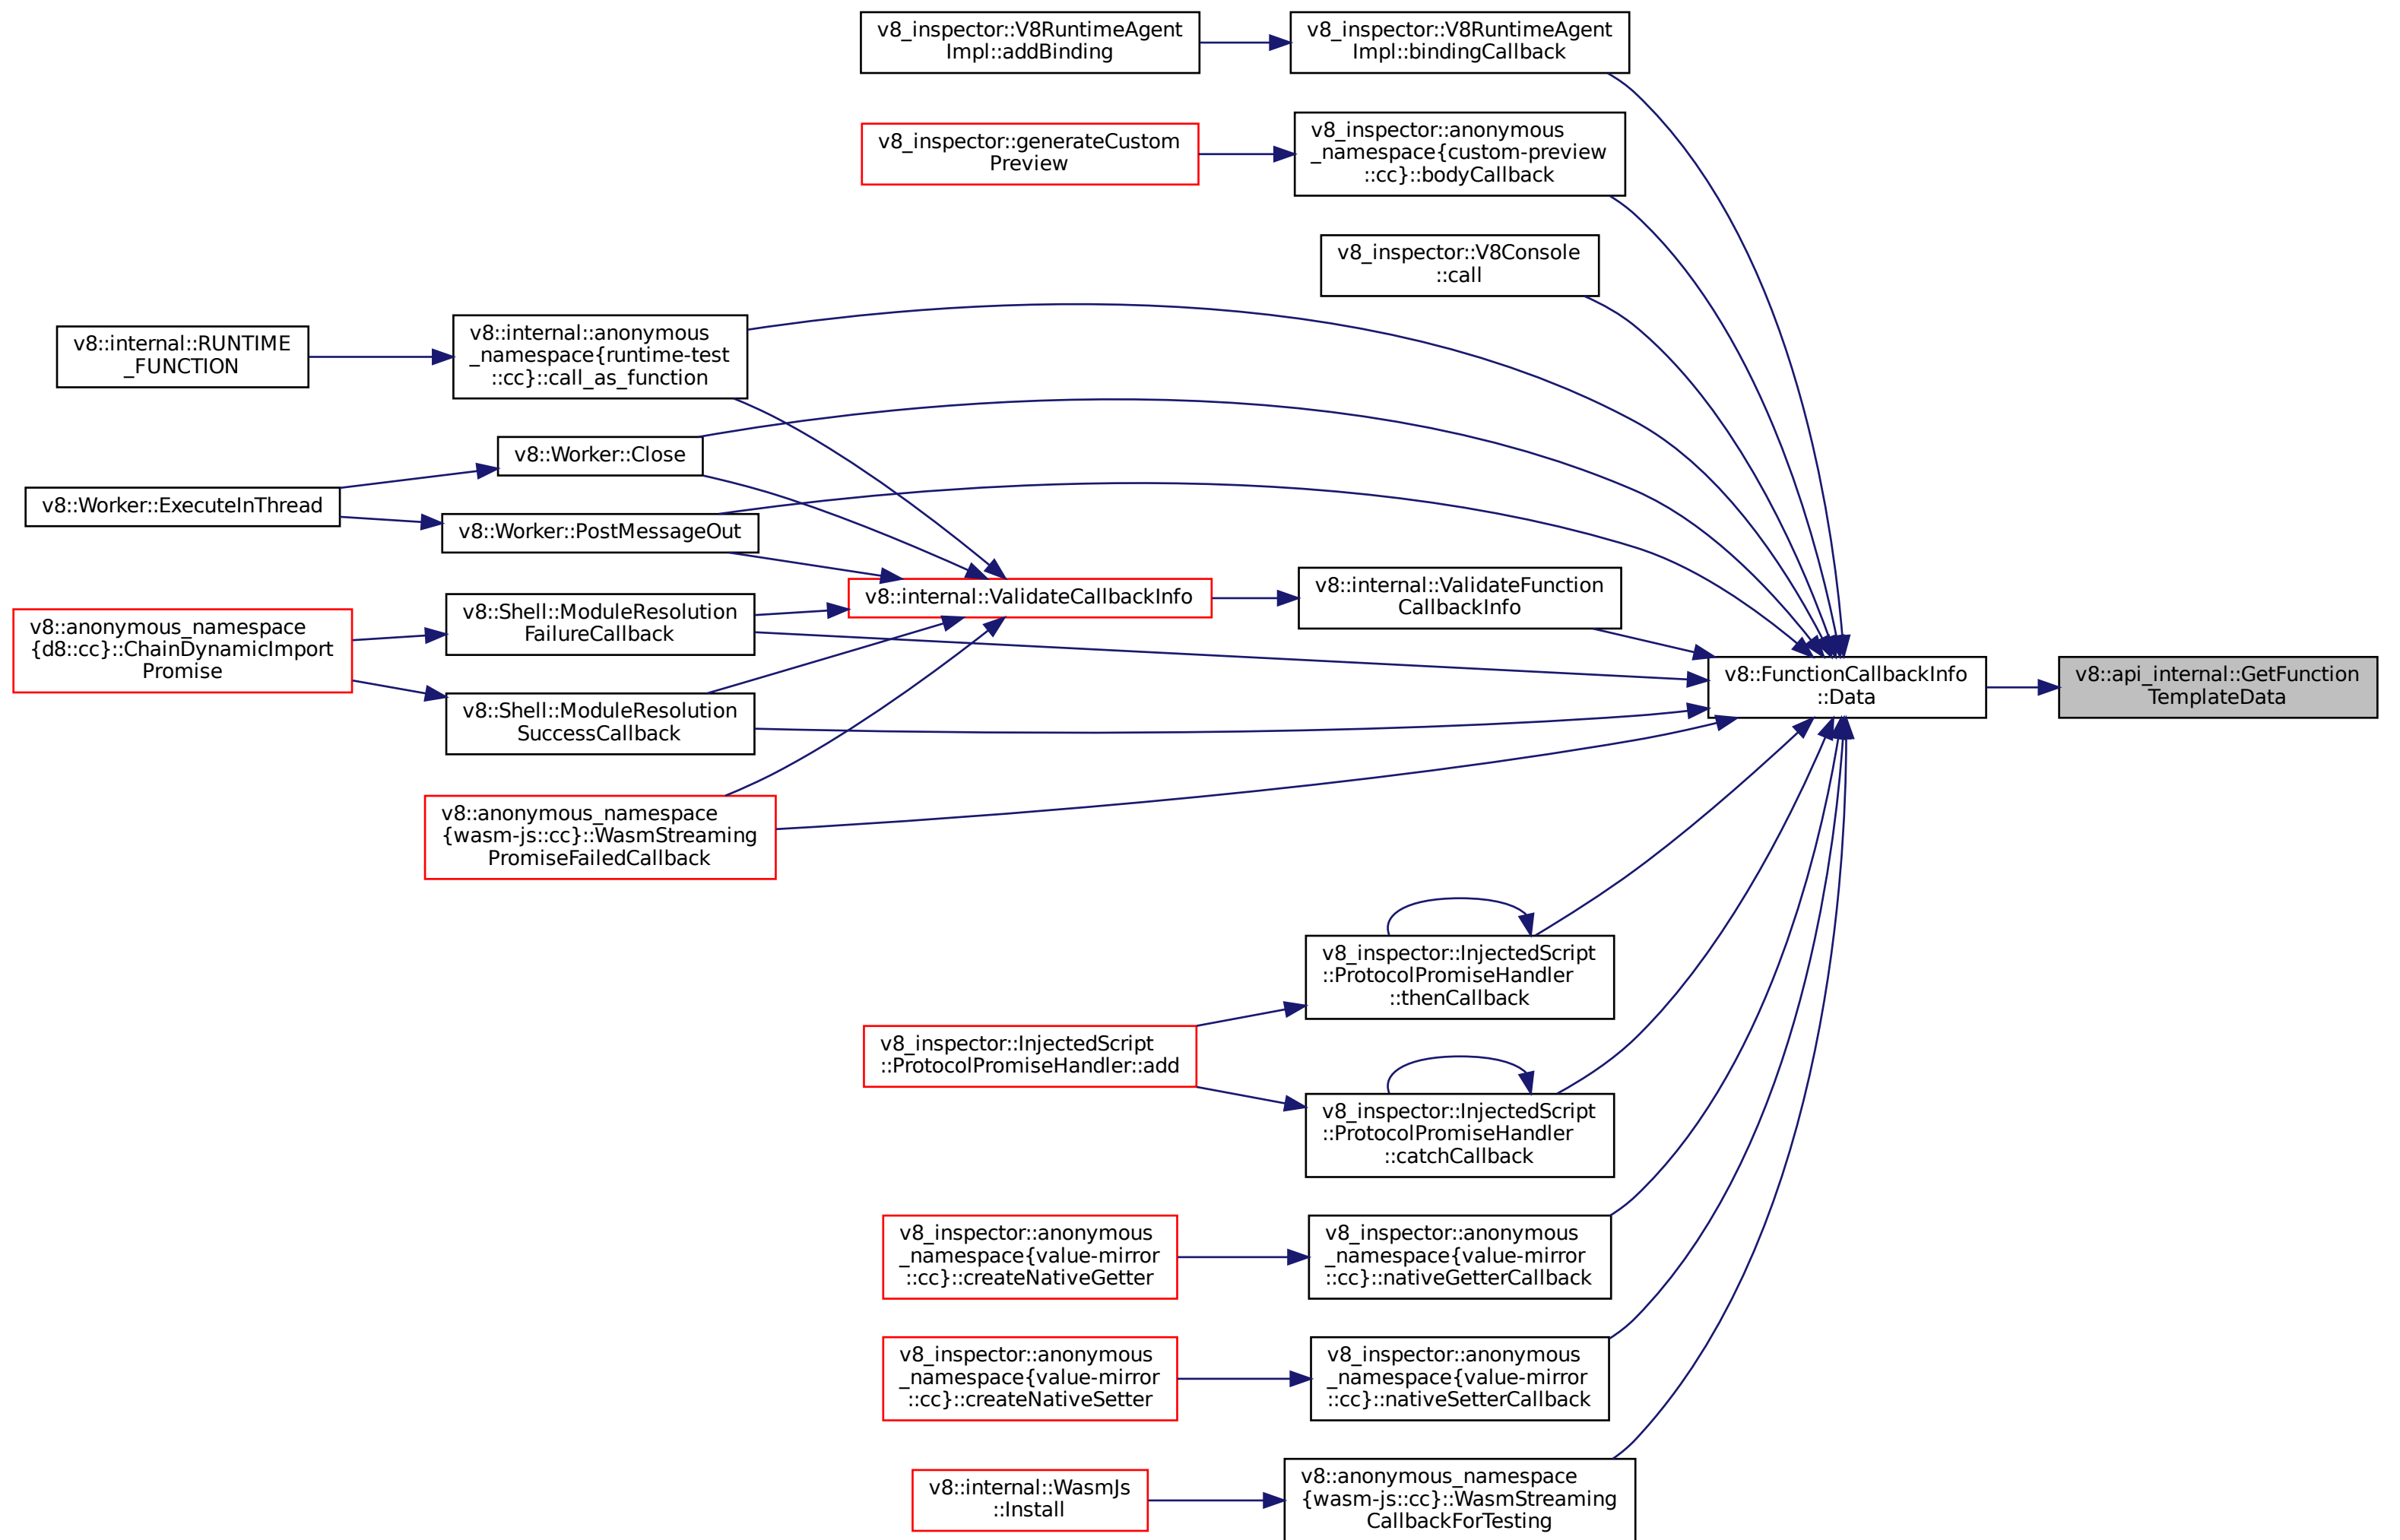 v8_inspector::V8RuntimeAgent
Impl::addBinding
v8_inspector::V8RuntimeAgent
Impl::bindingCallback
v8_inspector::generateCustom
Preview
v8_inspector::anonymous
_namespace{custom-preview
::cc}::bodyCallback
v8_inspector::V8Console
::call
v8::internal::RUNTIME
_FUNCTION
v8::internal::anonymous
_namespace{runtime-test
::cc}::call_as_function
v8::Worker::Close
v8::Worker::ExecuteInThread
v8::Worker::PostMessageOut
v8::internal::ValidateCallbackInfo
v8::internal::ValidateFunction
CallbackInfo
v8::anonymous_namespace
{d8::cc}::ChainDynamicImport
Promise
v8::Shell::ModuleResolution
FailureCallback
v8::Shell::ModuleResolution
SuccessCallback
v8::FunctionCallbackInfo
::Data
v8::api_internal::GetFunction
TemplateData
v8::anonymous_namespace
{wasm-js::cc}::WasmStreaming
PromiseFailedCallback
v8_inspector::InjectedScript
::ProtocolPromiseHandler
::thenCallback
v8_inspector::InjectedScript
::ProtocolPromiseHandler::add
v8_inspector::InjectedScript
::ProtocolPromiseHandler
::catchCallback
v8_inspector::anonymous
_namespace{value-mirror
::cc}::createNativeGetter
v8_inspector::anonymous
_namespace{value-mirror
::cc}::nativeGetterCallback
v8_inspector::anonymous
_namespace{value-mirror
::cc}::createNativeSetter
v8_inspector::anonymous
_namespace{value-mirror
::cc}::nativeSetterCallback
v8::internal::WasmJs
::Install
v8::anonymous_namespace
{wasm-js::cc}::WasmStreaming
CallbackForTesting